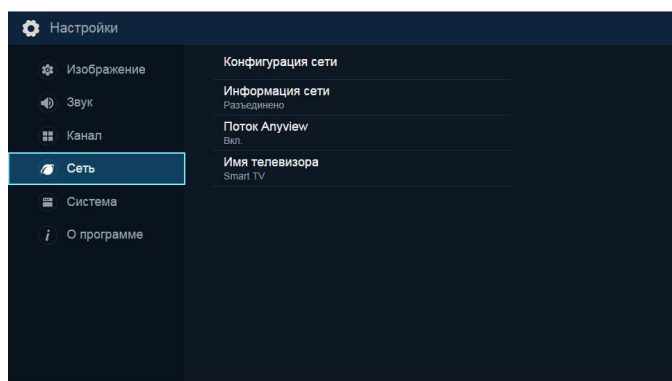 Настройки
Изображение
Звук
Канал
Сеть
Система
О программе
Конфигурация сети
Информация сети
Разъединено
Поток Anyview
Вкл.
Имя телевизора
Smart TV